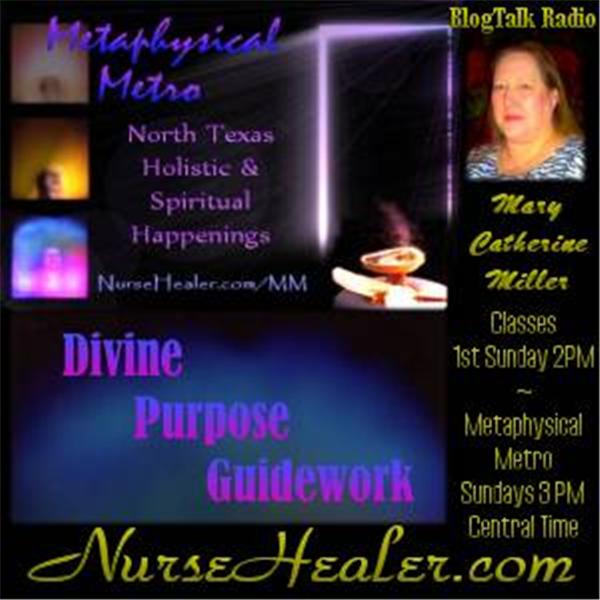 Metaphysical
Metro
North Texas
Holistic &
Spiritual
Happenings
NurseHealer.com/MM
Divine
Purpose
Guidework
BlogTalk Radio
Mary
Catherine
Miller
Classes
1st Sunday 2PM
~
Metaphysical
Metro
Sundays 3 PM
Central Time
NurseHealer.com